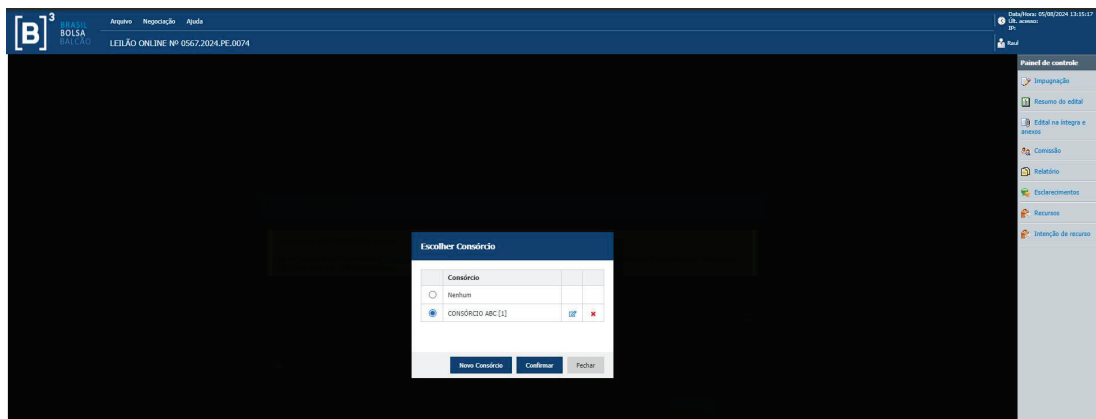 [B]³
BRASIL
BOLSA
BALCÃO
Arquivo Negociação Ajuda
LEILÃO ONLINE Nº 0567.2024.PE.0074
Data/Hora: 05/08/2024 13:15:17
Últ. acesso:
IP:
Raul
Painel de controle
Impugnação
Resumo do edital
Edital na íntegra e
anexos
Comissão
Relatório
Esclarecimentos
Recursos
Intenção de recurso
Escolher Consórcio
Consórcio
Nenhum
CONSÓRCIO ABC [1]
Novo Consórcio Confirmar Fechar